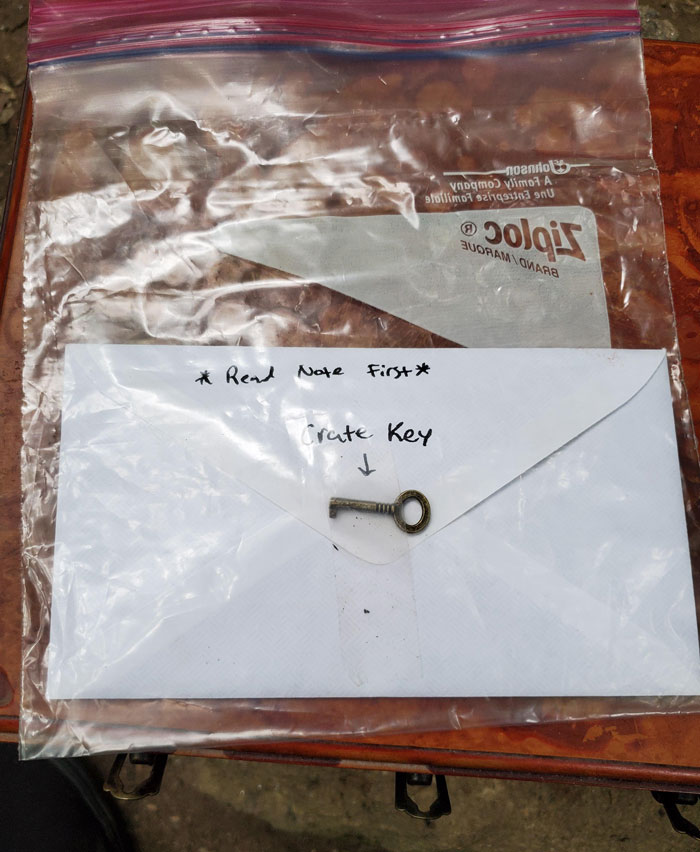 Johnson
A Family Company
Une Entreprise Familiale
Ziploc ®
BRAND / MARQUE
*Read Note First*
Crate Key